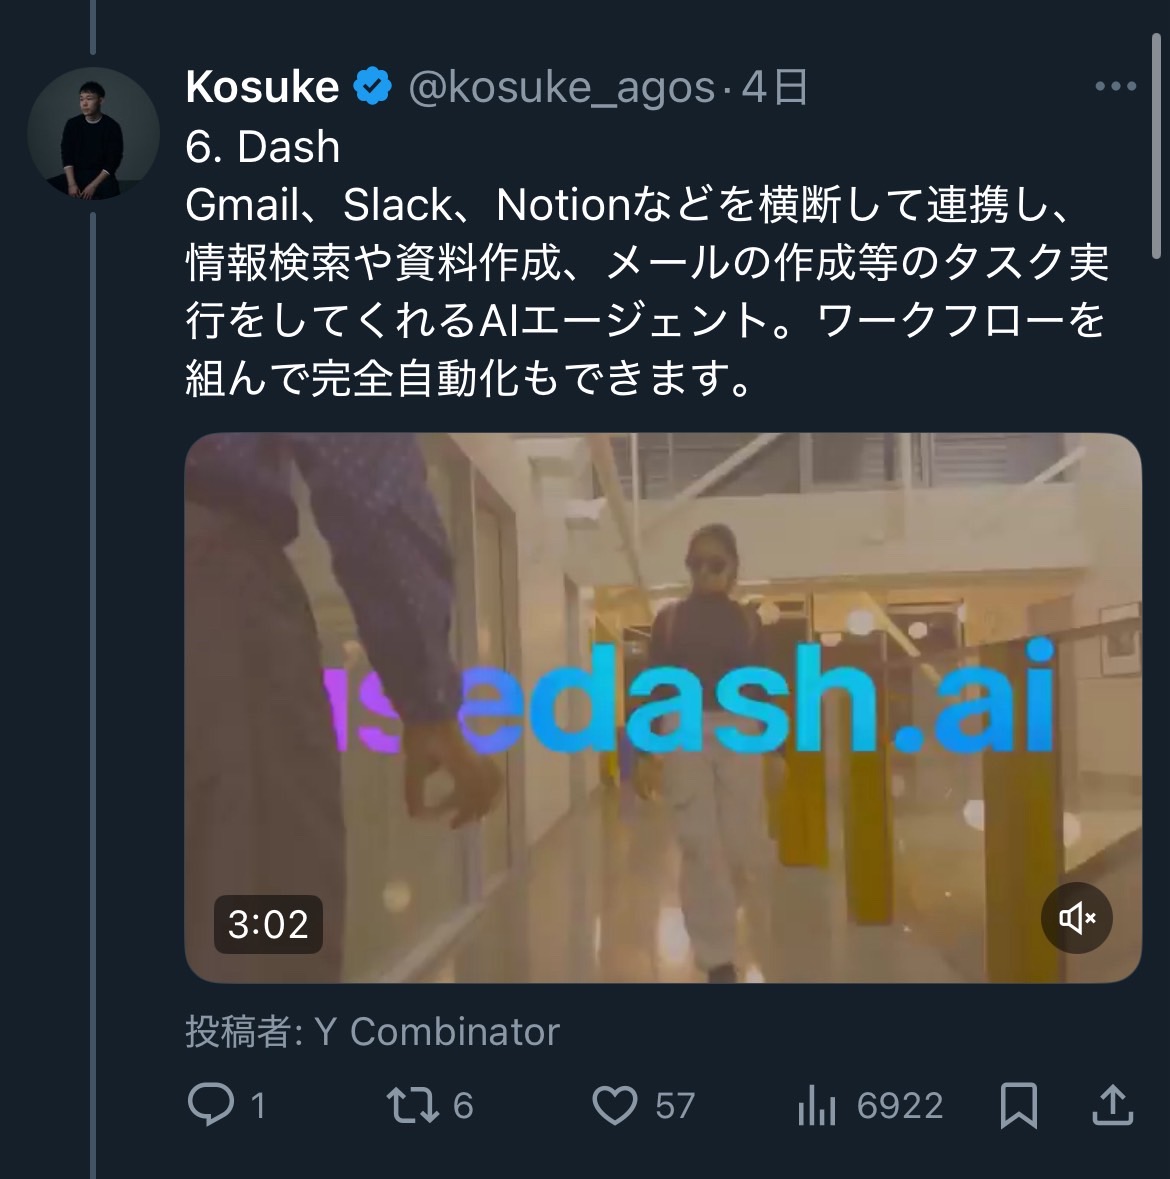 Kosuke @kosuke_agos · 4日
6. Dash
Gmail、Slack、Notionなどを横断して連携し、
情報検索や資料作成、メールの作成等のタスク実
行をしてくれるAIエージェント。ワークフローを
組んで完全自動化もできます。
usedash.ai
3:02
投稿者: Y Combinator
1 6 57 6922